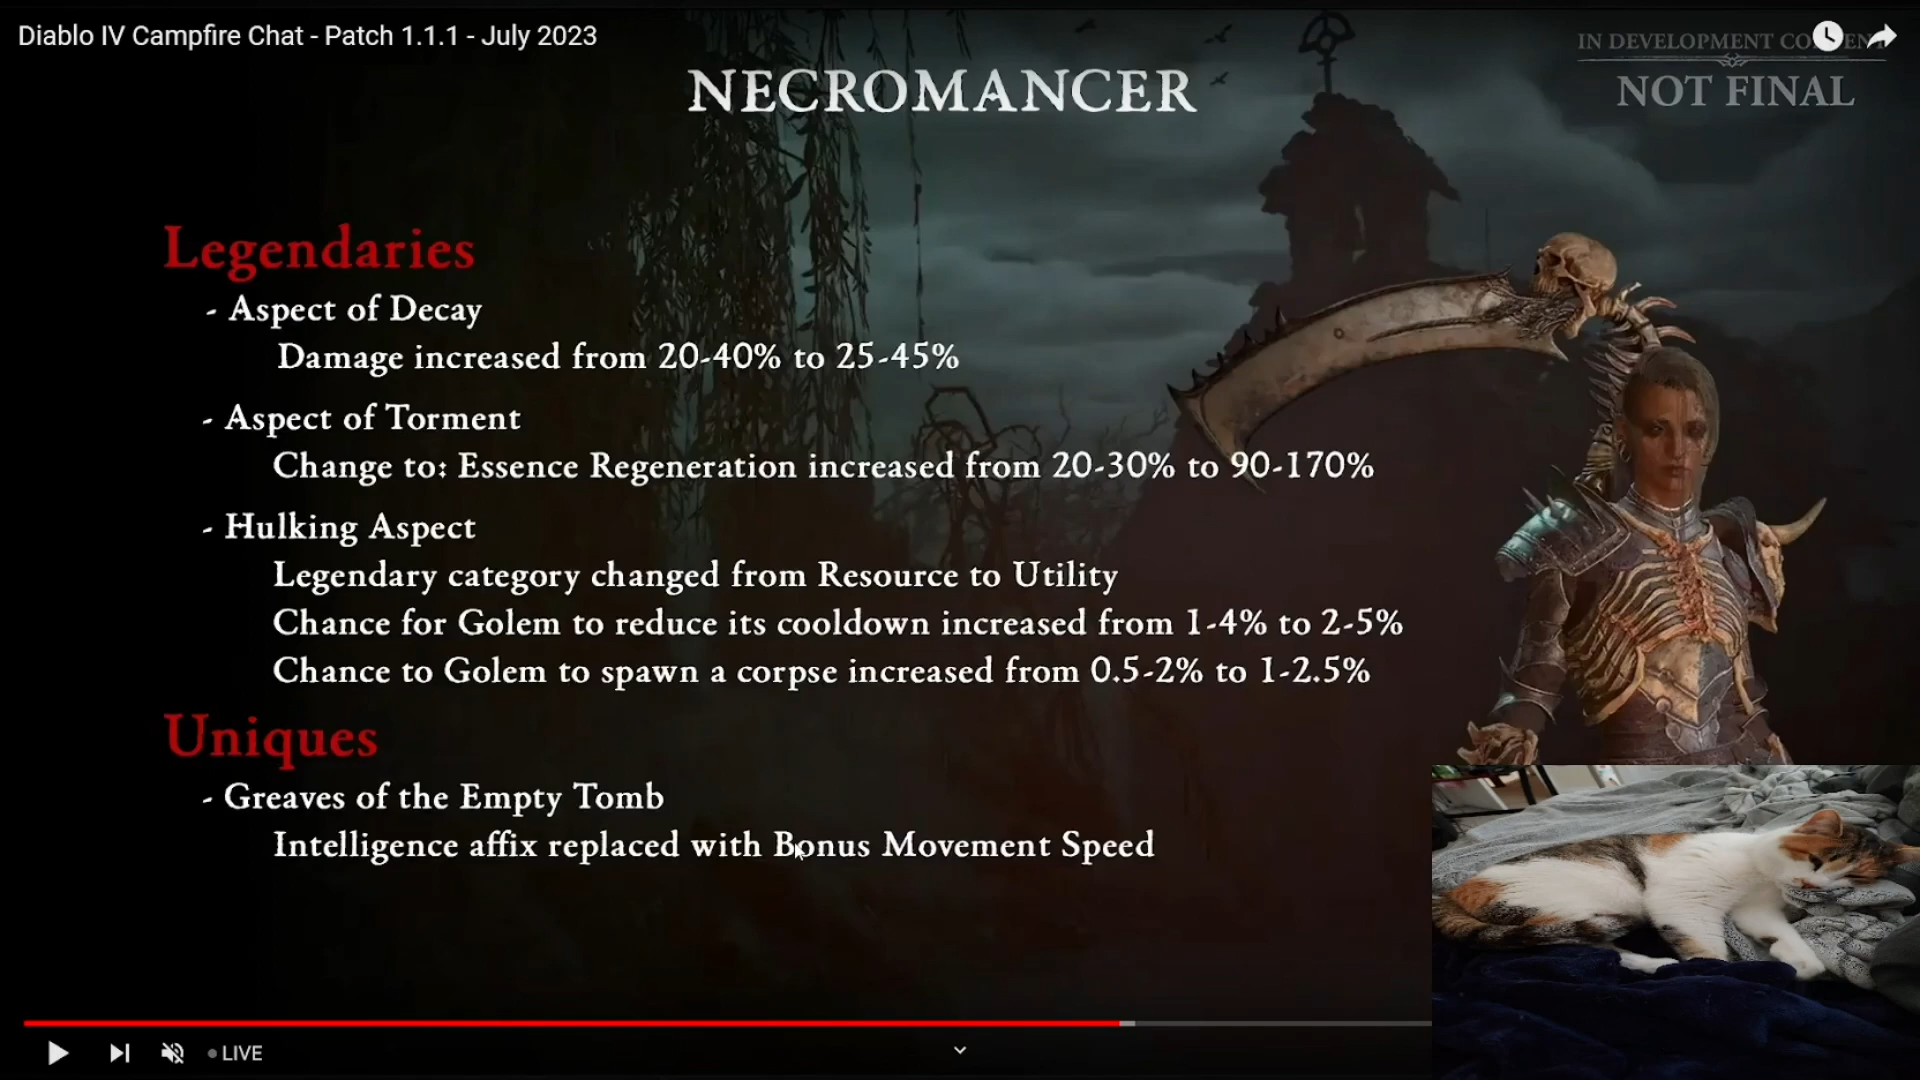 Diablo IV Campfire Chat - Patch 1.1.1 - July 2023
IN DEVELOPMENT
NOT FINAL
NECROMANCER
Legendaries
- Aspect of Decay
Damage increased from 20-40% to 25-45%
- Aspect of Torment
Change to: Essence Regeneration increased from 20-30% to 90-170%
- Hulking Aspect
Legendary category changed from Resource to Utility
Chance for Golem to reduce its cooldown increased from 1-4% to 2-5%
Chance to Golem to spawn a corpse increased from 0.5-2% to 1-2.5%
Uniques
- Greaves of the Empty Tomb
Intelligence affix replaced with Bonus Movement Speed
LIVE